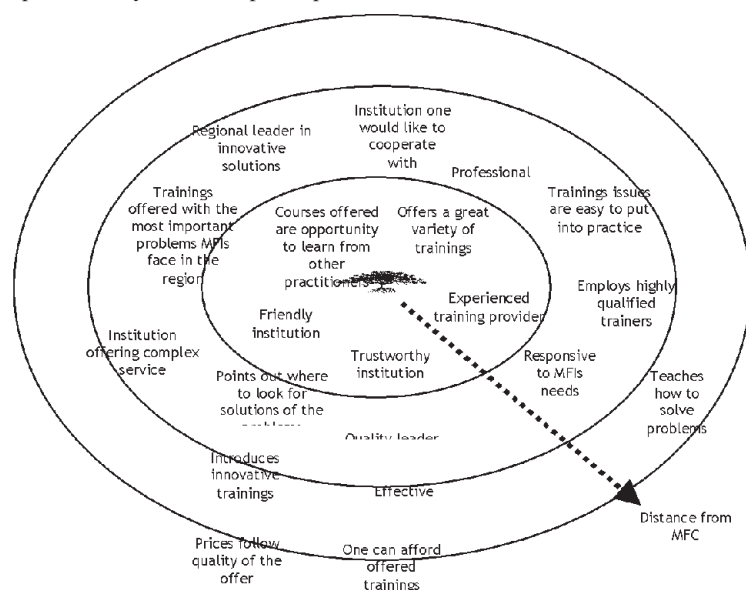 Institution one
would like to
cooperate
with
Regional leader in
innovative
solutions
Professional
Trainings
offered with the
most important
problems MFIs
face in the
region
Courses offered
are opportunity
to learn from
other
practitioners
Offers a great
variety of
trainings
Trainings issues
are easy to put
into practice
Experienced
training provider
Employs highly
qualified
trainers
Friendly
institution
Institution
offering complex
service
Trustworthy
institution
Responsive
to MFIs
needs
Points out where
to look for
solutions of the
Teaches
how to
solve
problems
Quality leader
Introduces
innovative
trainings
Effective
Distance from
MFC
Prices follow
quality of the
offer
One can afford
offered
trainings